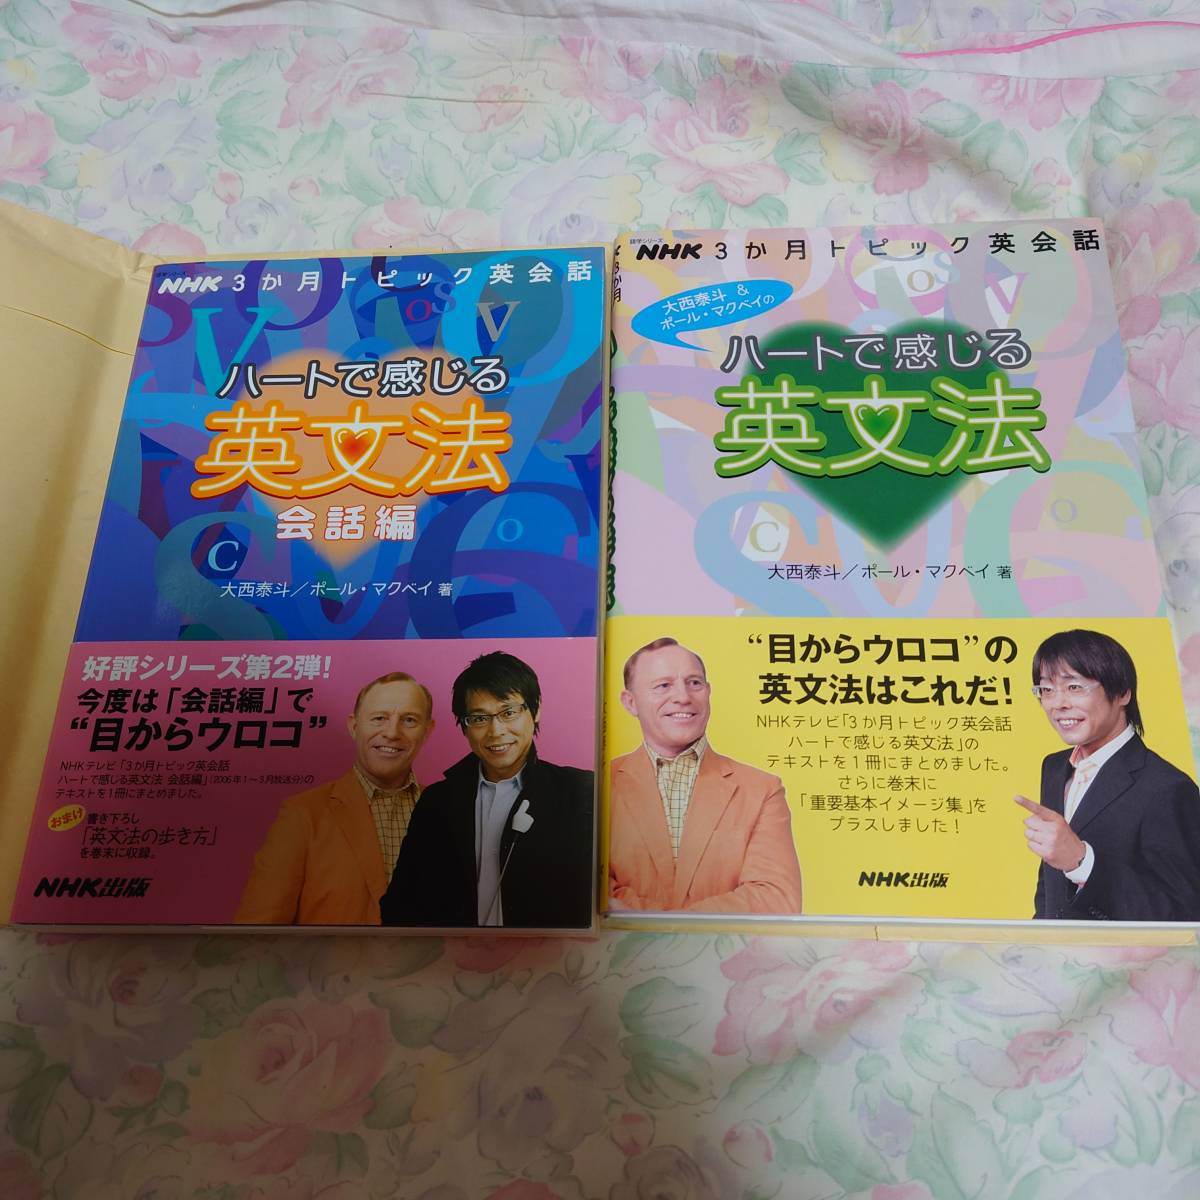 語学シリーズ
NHK 3か月トピック英会話
V
C
OS
V
O
ハートで感じる
英文法
会話編
大西泰斗/ポール・マクベイ 著
好評シリーズ第2弾!
今度は「会話編」で
“目からウロコ”
NHKテレビ「3か月トピック英会話
ハートで感じる英文法 会話編」(2006年1~3月放送分)の
テキストを1冊にまとめました。
おまけ 書き下ろし
「英文法の歩き方」
を巻末に収録。
NHK出版
語学シリーズ
NHK 3か月トピック英会話
大西泰斗 &
ポール・マクベイの
ハートで感じる
英文法
C
大西泰斗/ポール・マクベイ 著
“目からウロコ”の
英文法はこれだ!
NHKテレビ「3か月トピック英会話
ハートで感じる英文法」の
テキストを1冊にまとめました。
さらに巻末に
「重要基本イメージ集」を
プラスしました!
NHK出版